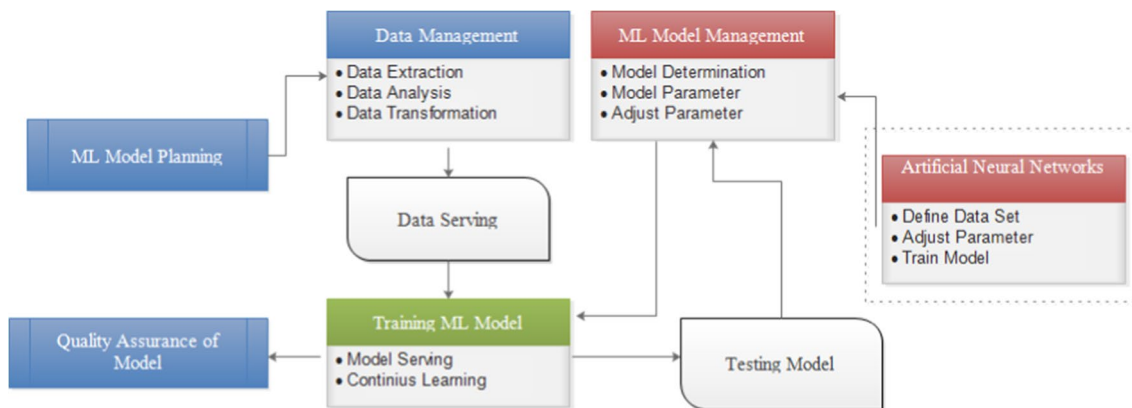 Data Management
• Data Extraction
• Data Analysis
• Data Transformation
ML Model Management
• Model Determination
• Model Parameter
• Adjust Parameter
ML Model Planning
Artificial Neural Networks
• Define Data Set
• Adjust Parameter
• Train Model
Data Serving
Training ML Model
• Model Serving
• Continius Learning
Quality Assurance of
Model
Testing Model